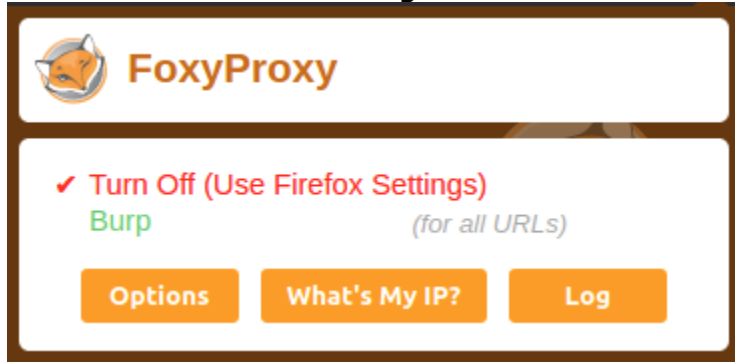 FoxyProxy
✔ Turn Off (Use Firefox Settings)
Burp (for all URLs)
Options What's My IP? Log